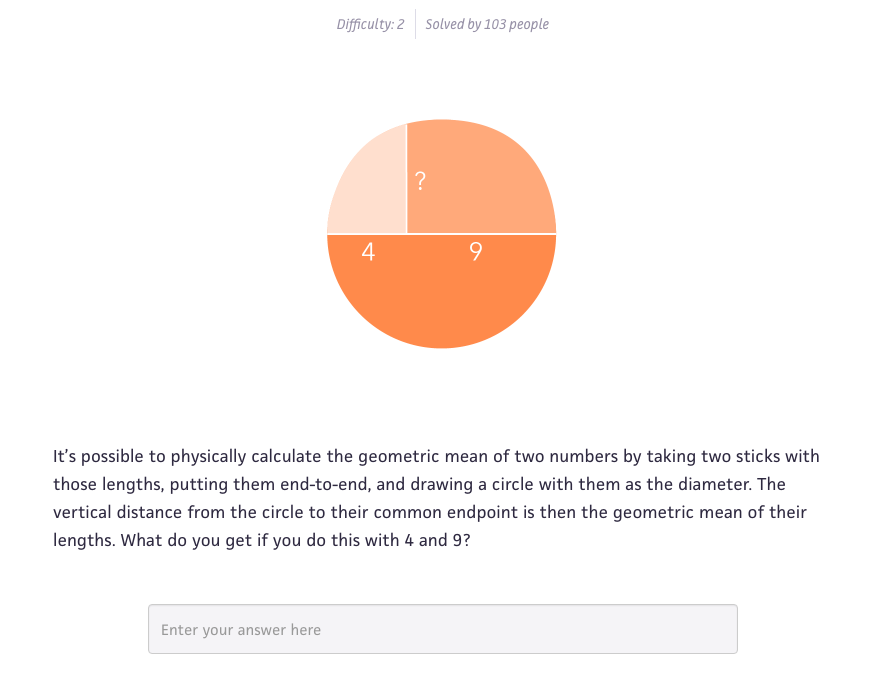 Difficulty: 2 Solved by 103 people
?
4 9
It’s possible to physically calculate the geometric mean of two numbers by taking two sticks with
those lengths, putting them end-to-end, and drawing a circle with them as the diameter. The
vertical distance from the circle to their common endpoint is then the geometric mean of their
lengths. What do you get if you do this with 4 and 9?
Enter your answer here